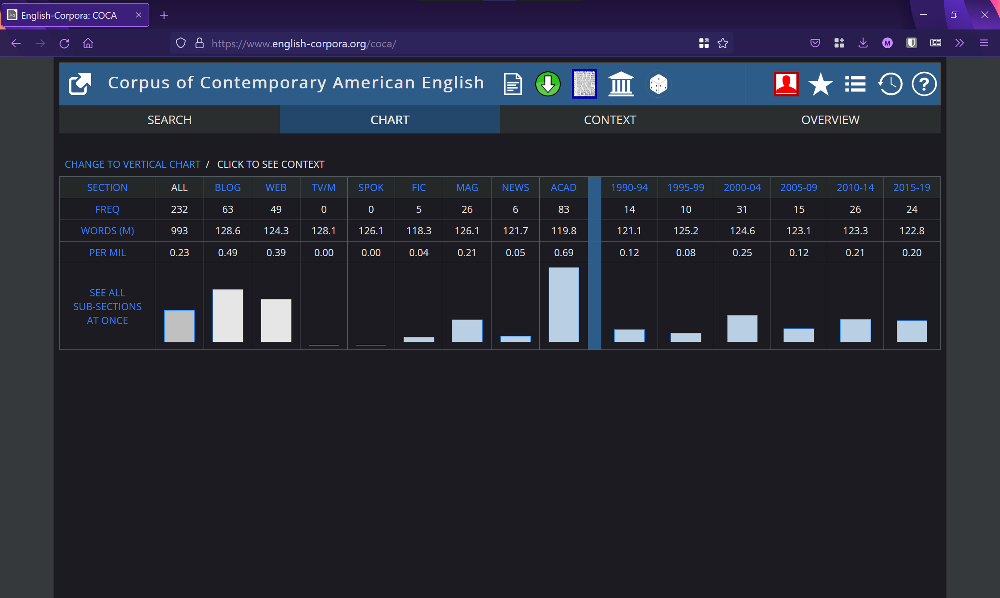 English-Corpora: COCA
https://www.english-corpora.org/coca/
Corpus of Contemporary American English
SEARCH CHART CONTEXT OVERVIEW
CHANGE TO VERTICAL CHART / CLICK TO SEE CONTEXT
SECTION ALL BLOG WEB TV/M SPOK FIC MAG NEWS ACAD 1990-94 1995-99 2000-04 2005-09 2010-14 2015-19
FREQ 232 63 49 0 0 5 26 6 83 14 10 31 15 26 24
WORDS (M) 993 128.6 124.3 128.1 126.1 118.3 126.1 121.7 119.8 121.1 125.2 124.6 123.1 123.3 122.8
PER MIL 0.23 0.49 0.39 0.00 0.00 0.04 0.21 0.05 0.69 0.12 0.08 0.25 0.12 0.21 0.20
SEE ALL
SUB-SECTIONS
AT ONCE